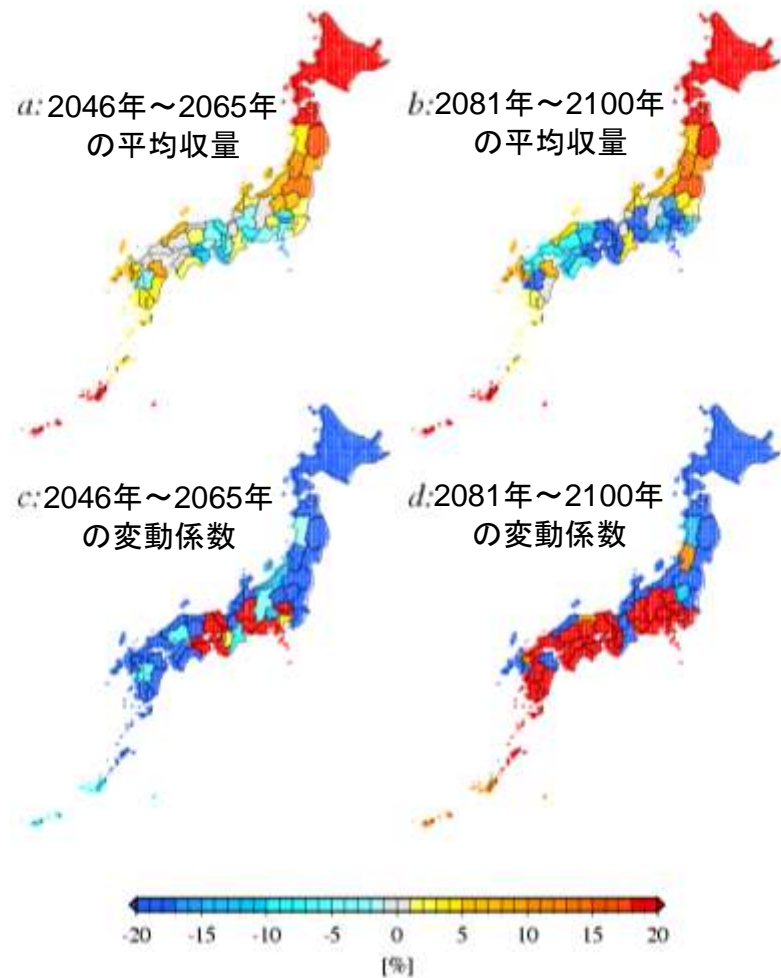 a: 2046年～2065年
の平均収量
b: 2081年～2100年
の平均収量
c: 2046年～2065年
の変動係数
d: 2081年～2100年
の変動係数
-20 -15 -10 -5 0 5 10 15 20
[%]